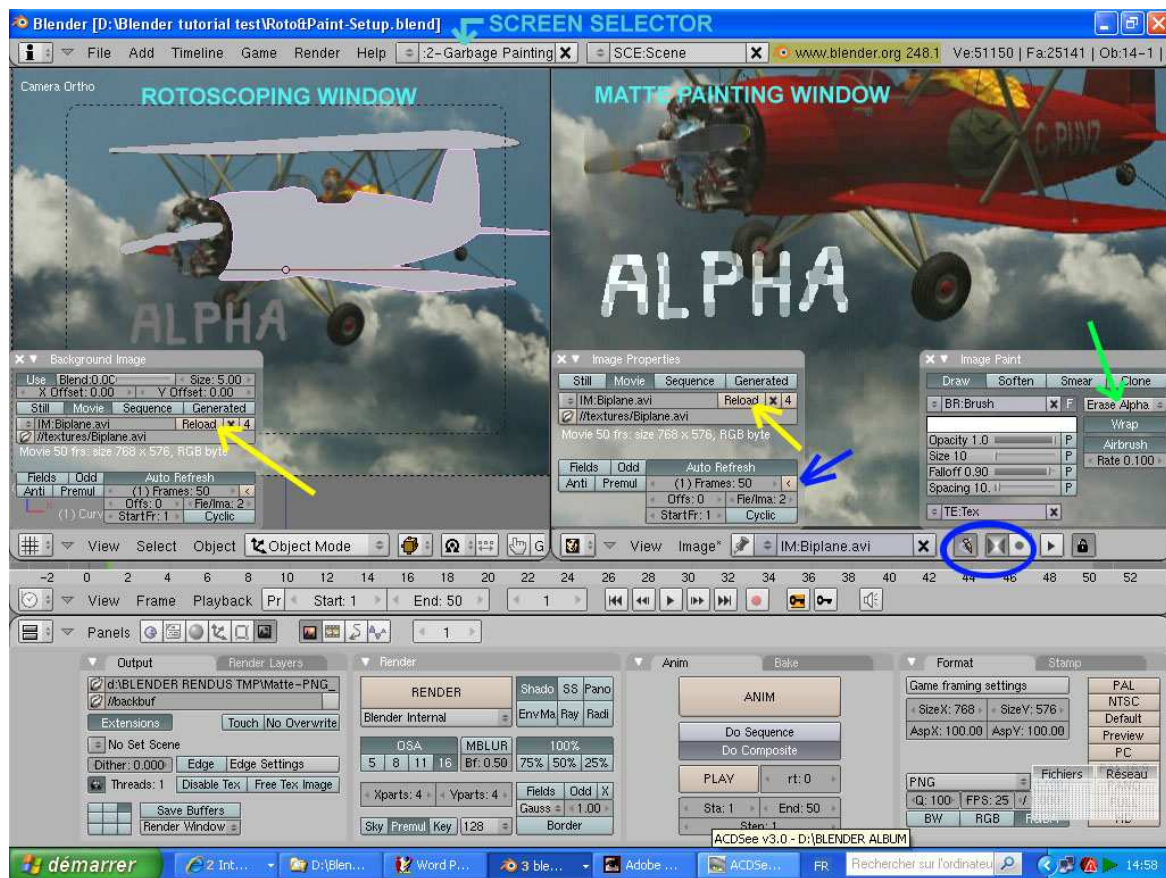 Blender [D:\Blender tutorial test\Roto&Paint-Setup.blend]
SCREEN SELECTOR
File Add Timeline Game Render Help :2-Garbage Painting SCE:Scene www.blender.org 248.1 Ve:51150 | Fa:25141 | Ob:14-1 |
Camera Ortho
ROTOSCOPING WINDOW
MATTE PAINTING WINDOW
C-PUVZ
ALPHA
ALPHA
Background Image
Use Blend:0.00 Size: 5.00
X Offset: 0.00 Y Offset: 0.00
Still Movie Sequence Generated
IM:Biplane.avi Reload X 4
//textures/Biplane.avi
Movie 50 frs: size 768 x 576, RGB byte
Fields Odd Auto Refresh
Anti Premul (1) Frames: 50 <
Offs: 0 Fie/Ima: 2
(1) Curv StartFr: 1 Cyclic
Image Properties
Still Movie Sequence Generated
IM:Biplane.avi Reload X 4
//textures/Biplane.avi
Movie 50 frs: size 768 x 576, RGB byte
Fields Odd Auto Refresh
Anti Premul (1) Frames: 50 <
Offs: 0 Fie/Ima: 2
StartFr: 1 Cyclic
Image Paint
Draw Soften Smear Clone
BR:Brush X F Erase Alpha
Wrap
Opacity 1.0 P Airbrush
Size 10 P Rate 0.100
Falloff 0.90 P
Spacing 10. P
TE:Tex X
View Select Object Object Mode G
View Image* IM:Biplane.avi X
-2 0 2 4 6 8 10 12 14 16 18 20 22 24 26 28 30 32 34 36 38 40 42 44 46 48 50 52
View Frame Playback Pr Start: 1 End: 50 1
Panels 1
Output Render Layers
d:\BLENDER RENDUS TMP\Matte-PNG_
//backbuf
Extensions Touch No Overwrite
No Set Scene
Dither: 0.000 Edge Edge Settings
Threads: 1 Disable Tex Free Tex Image
Save Buffers
Render Window
Render
RENDER Shado SS Pano
Blender Internal EnvMa Ray Radi
OSA MBLUR 100%
5 8 11 16 Bf: 0.50 75% 50% 25%
Xparts: 4 Yparts: 4 Fields Odd X
Gauss 1.00
Sky Premul Key 128 Border
Anim Bake
ANIM
Do Sequence
Do Composite
PLAY rt: 0
Sta: 1 End: 50
Step: 1
Format Stamp
Game framing settings PAL
SizeX: 768 SizeY: 576 NTSC
AspX: 100.00 AspY: 100.00 Default
Preview
PC
PNG
Q: 100 FPS: 25
BW RGB RGBA
Fichiers Réseau
ACDSee v3.0 - D:\BLENDER ALBUM
démarrer 2 Int... D:\Blen... Word P... 3 ble... Adobe ... ACDSe... FR Rechercher sur l'ordinateu 14:58